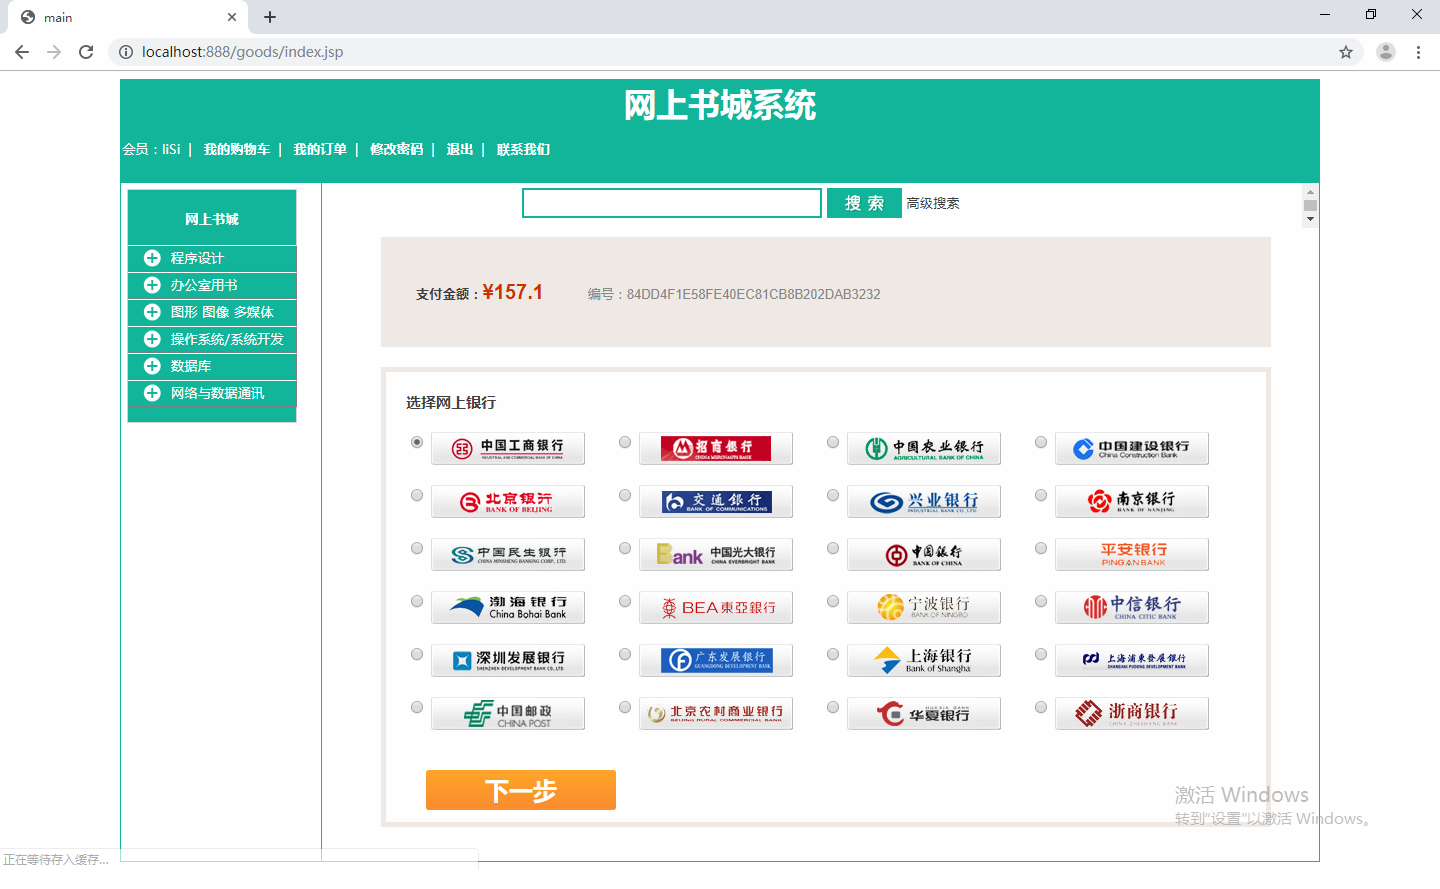 main
localhost:888/goods/index.jsp
网上书城系统
会员：liSi | 我的购物车 | 我的订单 | 修改密码 | 退出 | 联系我们
网上书城
程序设计
办公室用书
图形 图像 多媒体
操作系统/系统开发
数据库
网络与数据通讯
搜 索 高级搜索
支付金额：¥157.1 编号：84DD4F1E58FE40EC81CB8B202DAB3232
选择网上银行
中国工商银行
INDUSTRIAL AND COMMERCIAL BANK OF CHINA
招商银行
CHINA MERCHANTS BANK
中国农业银行
AGRICULTURAL BANK OF CHINA
中国建设银行
China Construction Bank
北京银行
BANK OF BEIJING
交通银行
BANK OF COMMUNICATIONS
兴业银行
INDUSTRIAL BANK CO.,LTD.
南京银行
BANK OF NANJING
中国民生银行
CHINA MINSHENG BANKING CORP., LTD.
Bank 中国光大银行
CHINA EVERBRIGHT BANK
中国银行
BANK OF CHINA
平安银行
PINGAN BANK
渤海银行
China Bohai Bank
BEA東亞銀行
宁波银行
BANK OF NINGBO
中信银行
CHINA CITIC BANK
深圳发展银行
SHENZHEN DEVELOPMENT BANK CO.,LTD.
广东发展银行
GUANGDONG DEVELOPMENT BANK
上海银行
Bank of Shanghai
上海浦東發展銀行
SHANGHAI PUDONG DEVELOPMENT BANK
中国邮政
CHINA POST
北京农村商业银行
BEIJING RURAL COMMERCIAL BANK
HUAXIA BANK
华夏银行
浙商银行
CHINA ZHESHANG BANK
下一步
激活 Windows
转到“设置”以激活 Windows。
正在等待存入缓存...